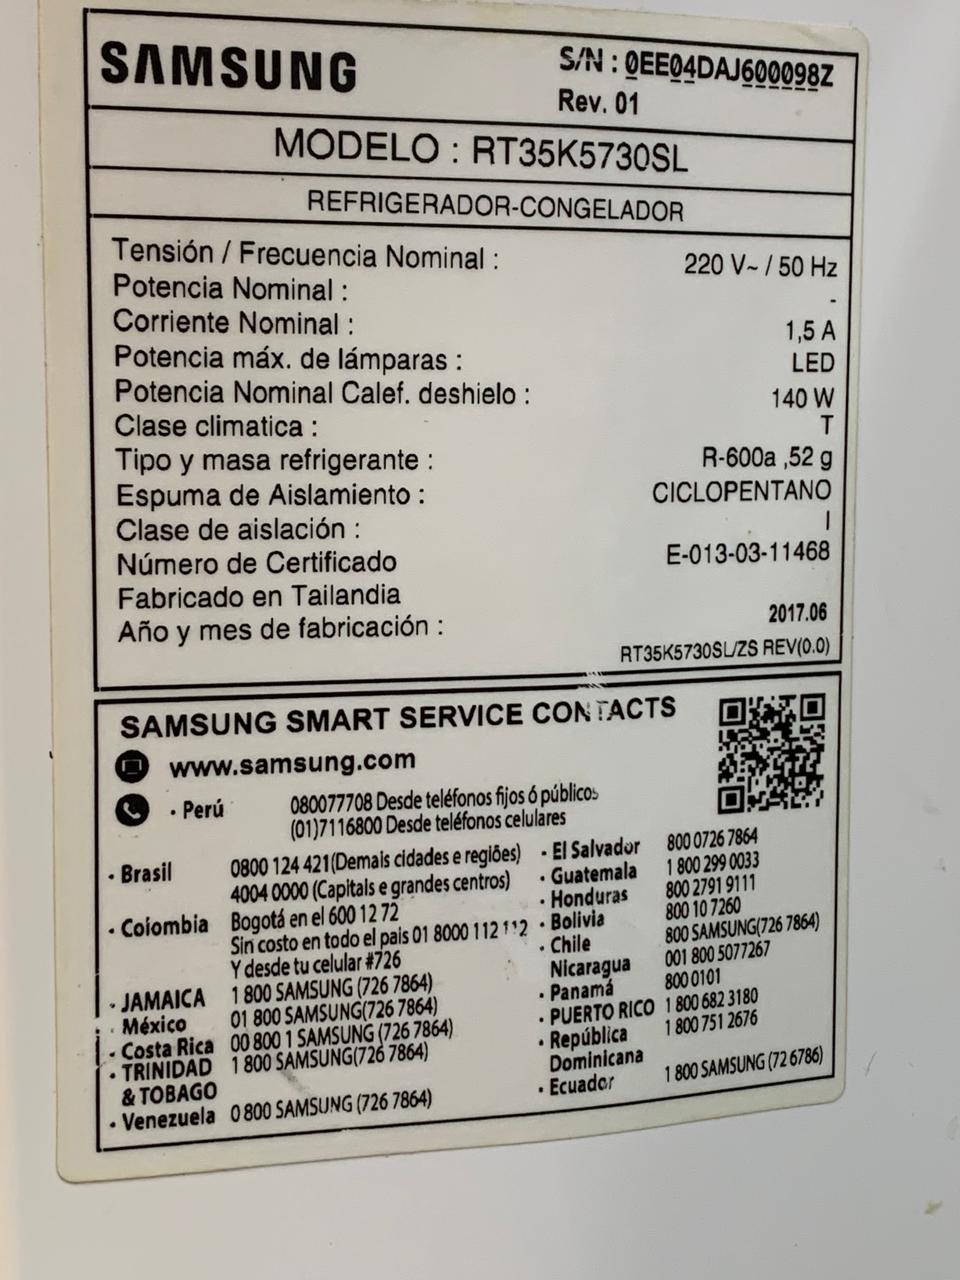 SAMSUNG
S/N : 0EE04DAJ600098Z
Rev. 01
MODELO : RT35K5730SL
REFRIGERADOR-CONGELADOR
Tensión / Frecuencia Nominal : 220 V~ / 50 Hz
Potencia Nominal : -
Corriente Nominal : 1,5 A
Potencia máx. de lámparas : LED
Potencia Nominal Calef. deshielo : 140 W
Clase climatica : T
Tipo y masa refrigerante : R-600a ,52 g
Espuma de Aislamiento : CICLOPENTANO
Clase de aislación : I
Número de Certificado E-013-03-11468
Fabricado en Tailandia
Año y mes de fabricación : 2017.06
RT35K5730SL/ZS REV(0.0)
SAMSUNG SMART SERVICE CONTACTS
www.samsung.com
· Perú 080077708 Desde teléfonos fijos ó públicos
(01)7116800 Desde teléfonos celulares
· Brasil 0800 124 421(Demais cidades e regiões)
4004 0000 (Capitais e grandes centros)
· Colombia Bogotá en el 600 12 72
Sin costo en todo el pais 01 8000 112 112
Y desde tu celular #726
· JAMAICA 1 800 SAMSUNG (726 7864)
· México 01 800 SAMSUNG(726 7864)
· Costa Rica 00 800 1 SAMSUNG (726 7864)
· TRINIDAD 1 800 SAMSUNG(726 7864)
& TOBAGO
· Venezuela 0 800 SAMSUNG (726 7864)
· El Salvador 800 0726 7864
· Guatemala 1 800 299 0033
· Honduras 800 2791 9111
· Bolivia 800 10 7260
· Chile 800 SAMSUNG(726 7864)
Nicaragua 001 800 5077267
· Panamá 800 0101
· PUERTO RICO 1 800 682 3180
· República 1 800 751 2676
Dominicana
· Ecuador 1 800 SAMSUNG (72 6786)